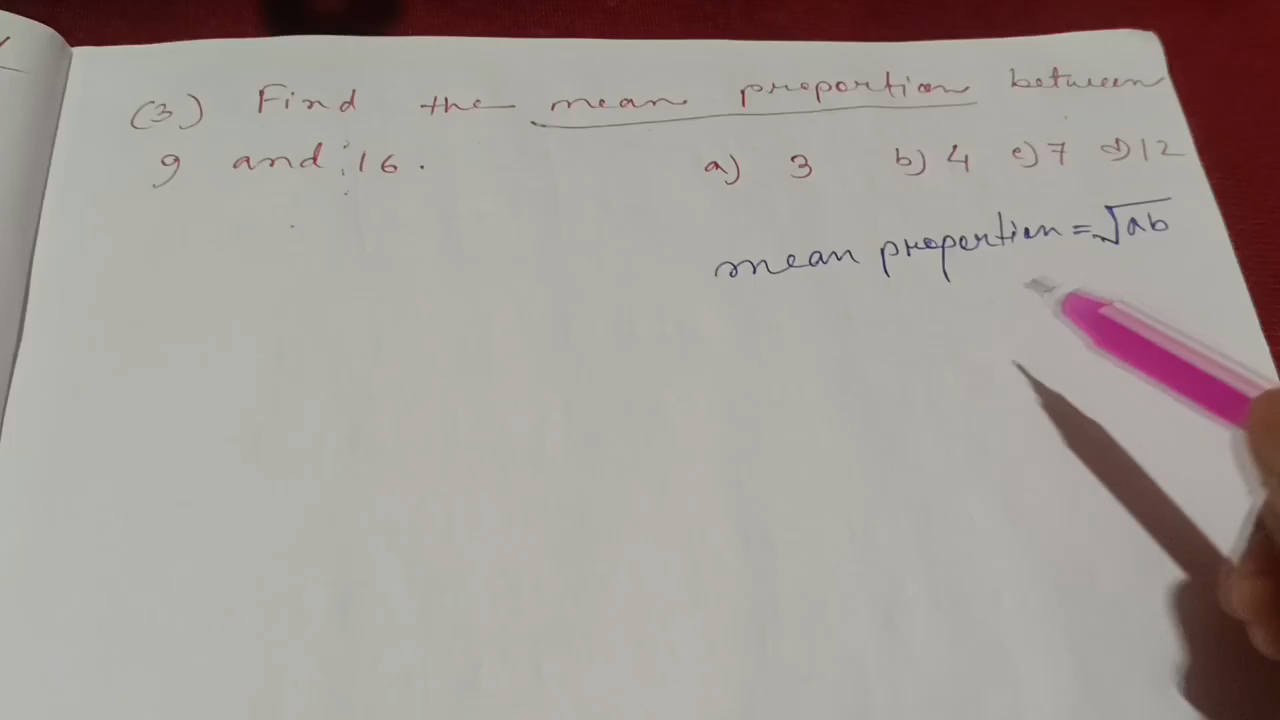 (3) Find the mean proportion between
9 and 16.
a) 3 b) 4 c) 7 d) 12
mean proportion = √ab